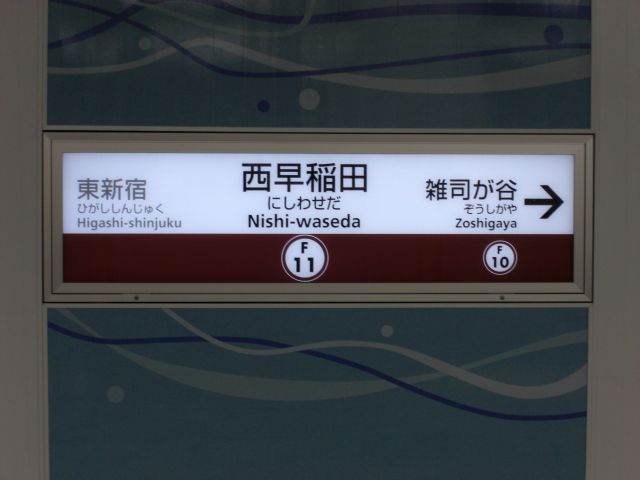 東新宿
ひがししんじゅく
Higashi-shinjuku
西早稲田
にしわせだ
Nishi-waseda
F
11
雑司が谷
ぞうしがや
Zoshigaya
F
10